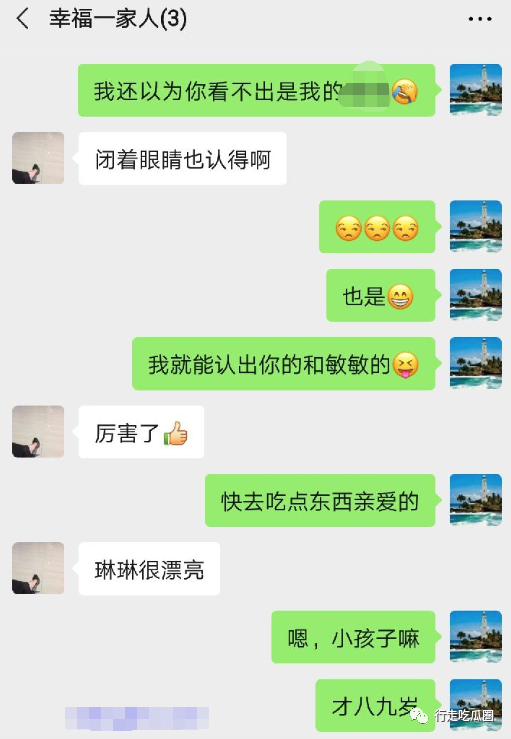 幸福一家人(3)
我还以为你看不出是我的
闭着眼睛也认得啊
也是
我就能认出你的和敏敏的
厉害了
快去吃点东西亲爱的
琳琳很漂亮
嗯，小孩子嘛
才八九岁
行走吃瓜圈